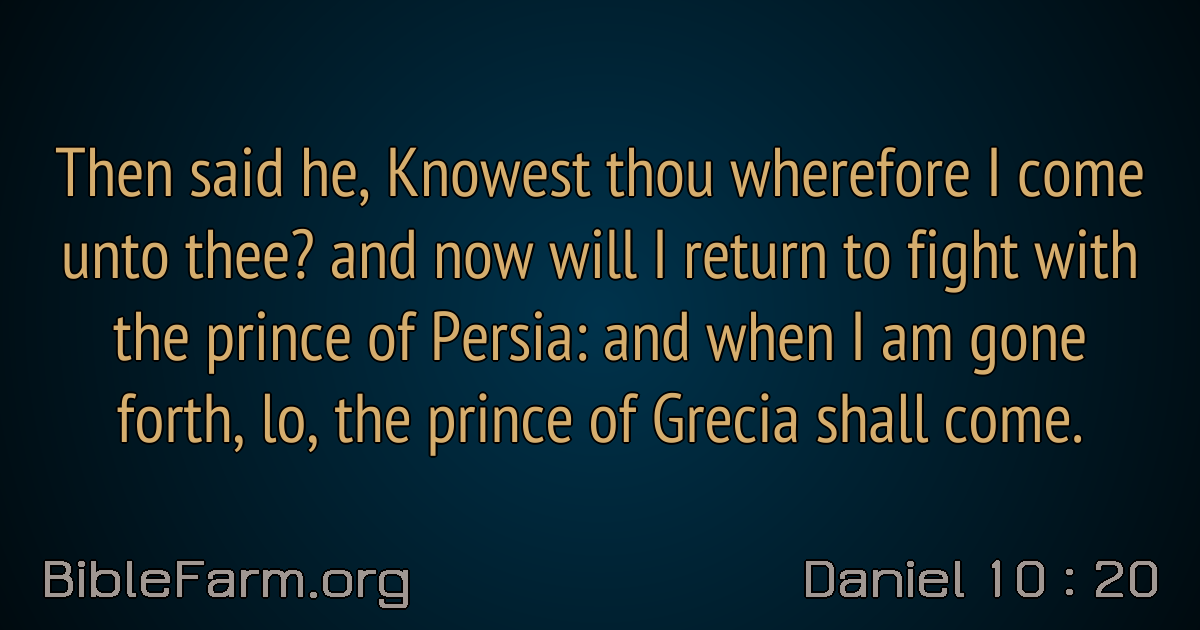 Then said he, Knowest thou wherefore I come
unto thee? and now will I return to fight with
the prince of Persia: and when I am gone
forth, lo, the prince of Grecia shall come.
BibleFarm.org
Daniel 10 : 20